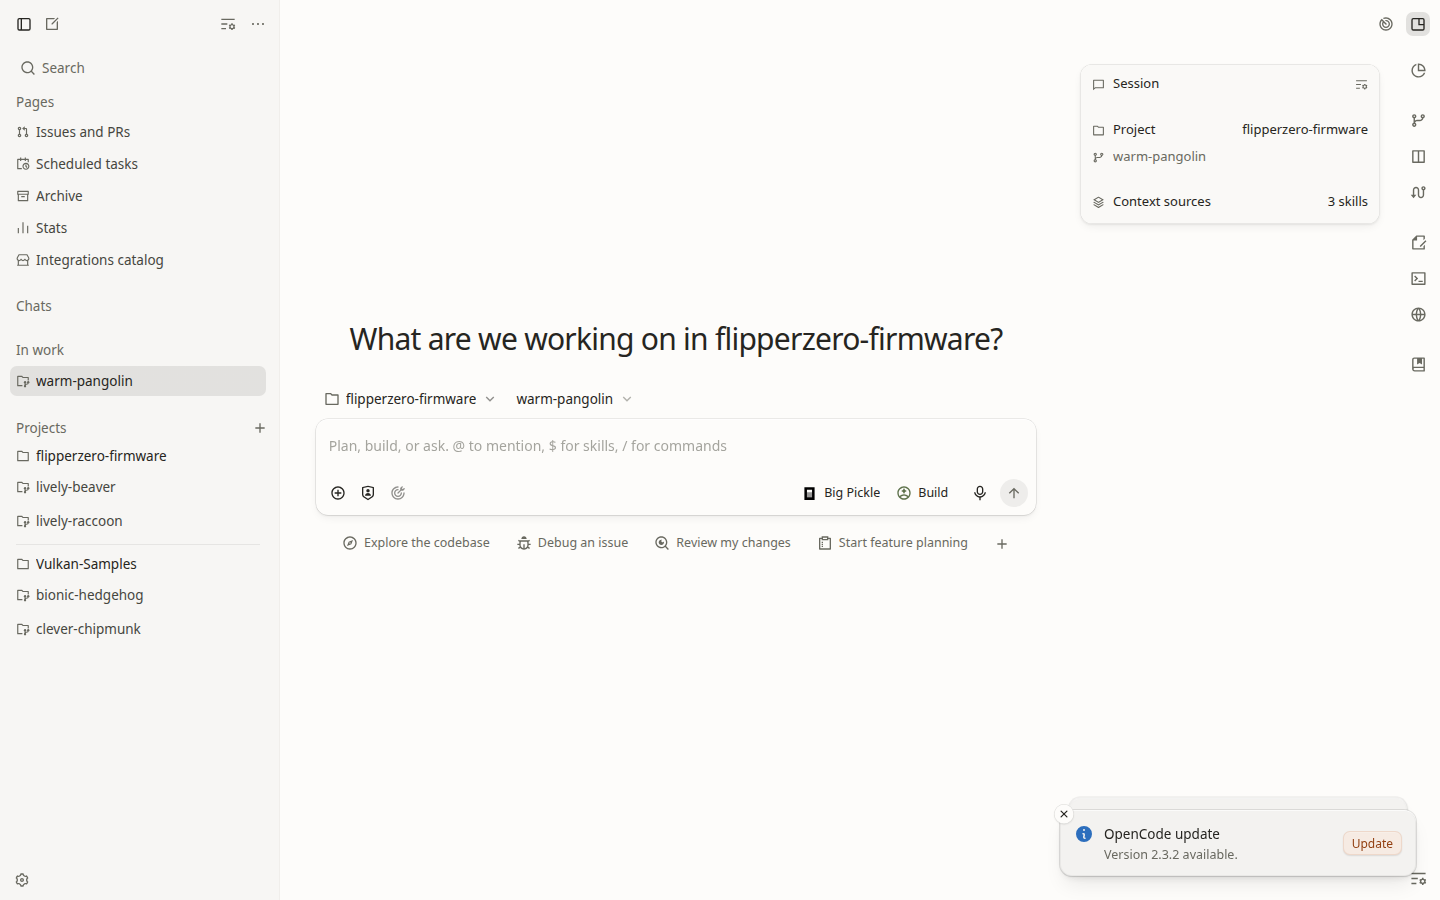 Search
Pages
Issues and PRs
Scheduled tasks
Archive
Stats
Integrations catalog
Chats
In work
warm-pangolin
Projects
flipperzero-firmware
lively-beaver
lively-raccoon
Vulkan-Samples
bionic-hedgehog
clever-chipmunk
What are we working on in flipperzero-firmware?
flipperzero-firmware
warm-pangolin
Plan, build, or ask. @ to mention, $ for skills, / for commands
Big Pickle
Build
Explore the codebase
Debug an issue
Review my changes
Start feature planning
Session
Project flipperzero-firmware
warm-pangolin
Context sources 3 skills
OpenCode update
Version 2.3.2 available.
Update